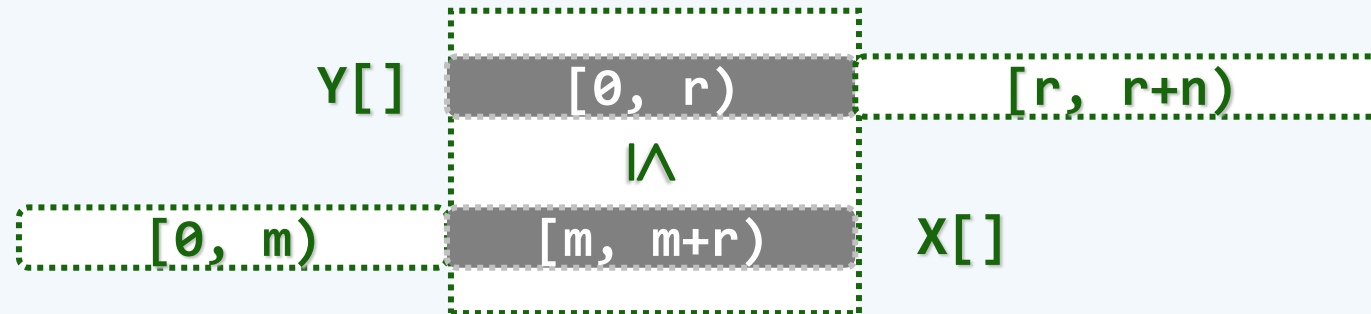 Y[] [0, r) [r, r+n)
≤
[0, m) [m, m+r) X[]